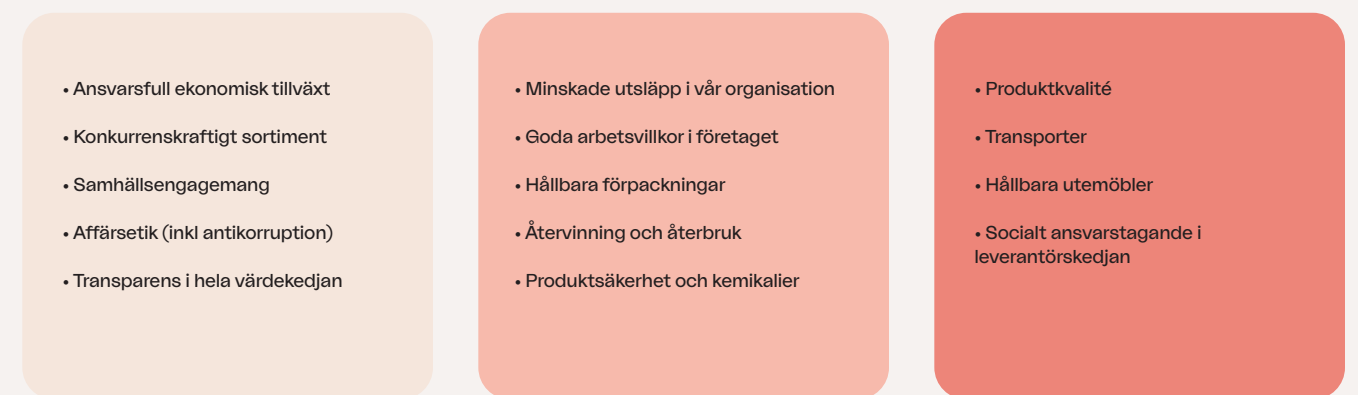 • Ansvarsfull ekonomisk tillväxt
• Konkurrenskraftigt sortiment
• Samhällsengagemang
• Affärsetik (inkl antikorruption)
• Transparens i hela värdekedjan
• Minskade utsläpp i vår organisation
• Goda arbetsvillkor i företaget
• Hållbara förpackningar
• Återvinning och återbruk
• Produktsäkerhet och kemikalier
• Produktkvalité
• Transporter
• Hållbara utemöbler
• Socialt ansvarstagande i
leverantörskedjan